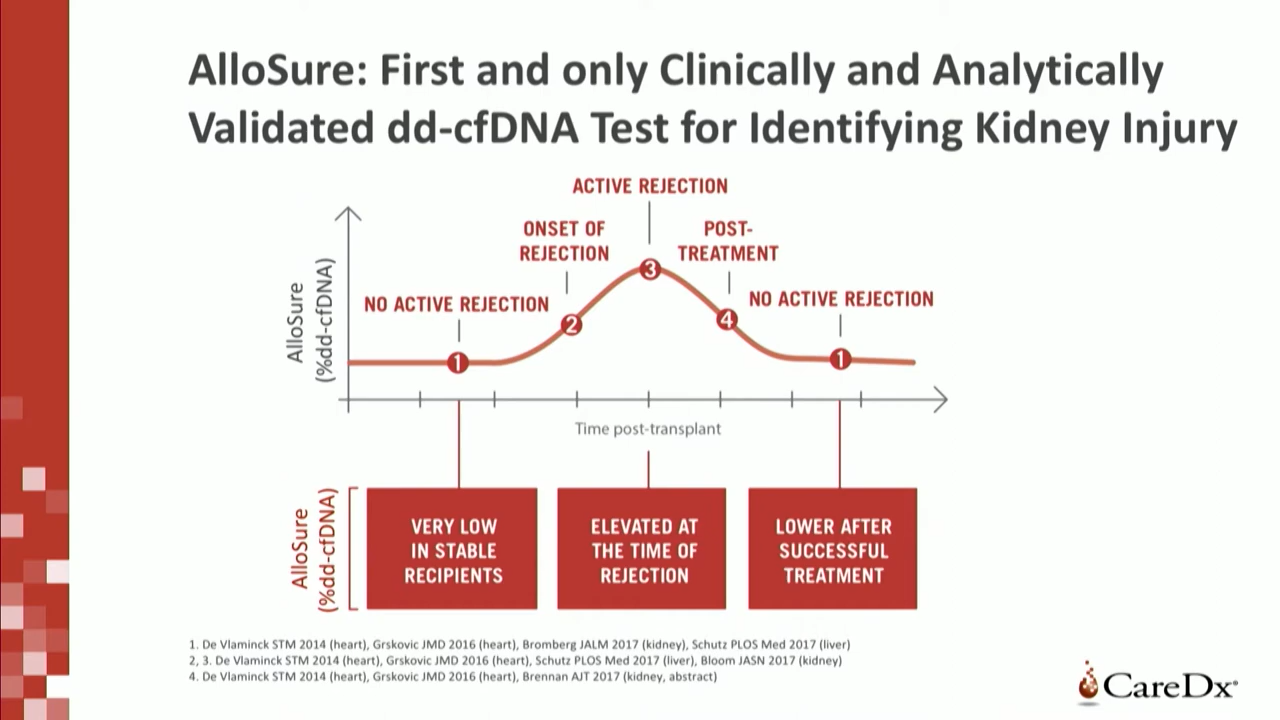 AlloSure: First and only Clinically and Analytically
Validated dd-cfDNA Test for Identifying Kidney Injury
ACTIVE REJECTION
ONSET OF
REJECTION
POST-
TREATMENT
NO ACTIVE REJECTION
NO ACTIVE REJECTION
AlloSure
(%dd-cfDNA)
1
2
3
4
1
Time post-transplant
AlloSure
(%dd-cfDNA)
VERY LOW
IN STABLE
RECIPIENTS
ELEVATED AT
THE TIME OF
REJECTION
LOWER AFTER
SUCCESSFUL
TREATMENT
1. De Vlaminck STM 2014 (heart), Grskovic JMD 2016 (heart), Bromberg JALM 2017 (kidney), Schutz PLOS Med 2017 (liver)
2, 3. De Vlaminck STM 2014 (heart), Grskovic JMD 2016 (heart), Schutz PLOS Med 2017 (liver), Bloom JASN 2017 (kidney)
4. De Vlaminck STM 2014 (heart), Grskovic JMD 2016 (heart), Brennan AJT 2017 (kidney, abstract)
CareDx®